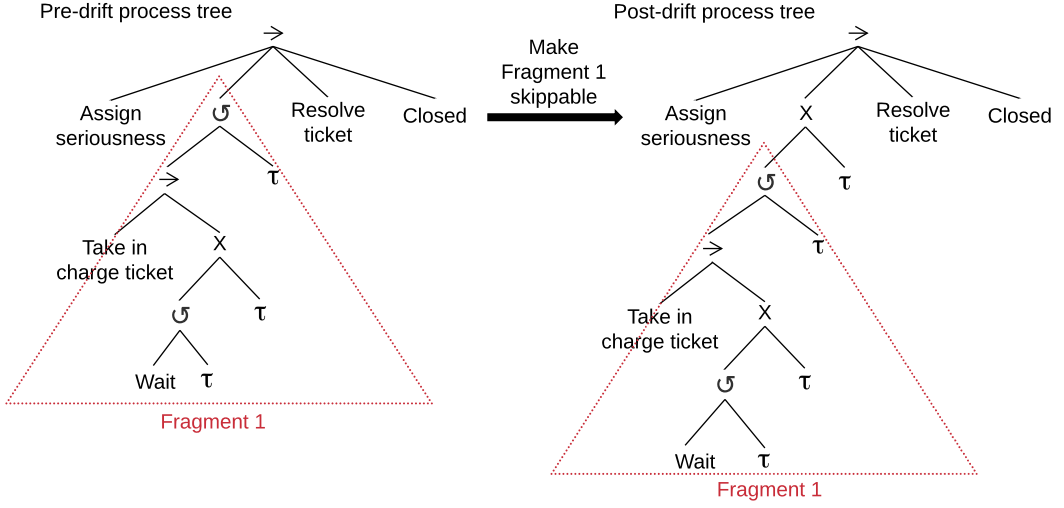 Pre-drift process tree
→
Assign
seriousness
↺
Resolve
ticket
Closed
→
τ
Take in
charge ticket
X
↺
τ
Wait
τ
Fragment 1
Make
Fragment 1
skippable
Post-drift process tree
→
Assign
seriousness
X
Resolve
ticket
Closed
↺
τ
→
τ
Take in
charge ticket
X
↺
τ
Wait
τ
Fragment 1